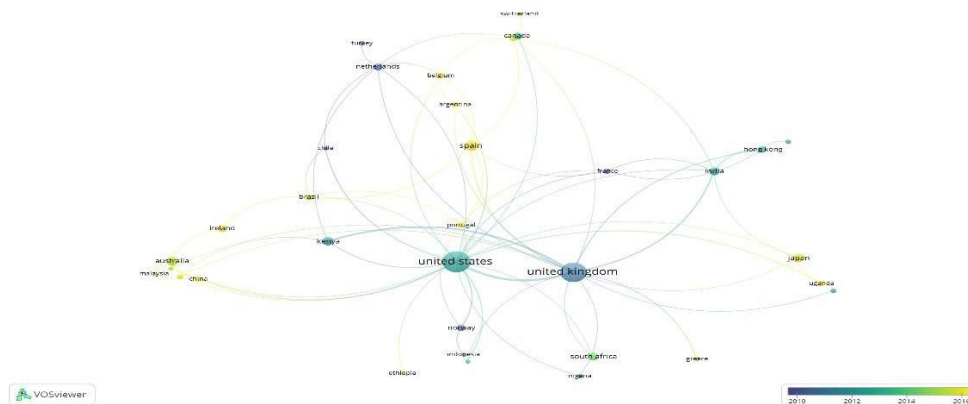 switzerland
canada
turkey
netherlands
belgium
argentina
chile
spain
hong kong
france
india
brazil
portugal
ireland
kenya
united states
united kingdom
australia
malaysia
china
japan
uganda
norway
indonesia
south africa
nigeria
greece
ethiopia
VOSviewer
2010 2012 2014 2016